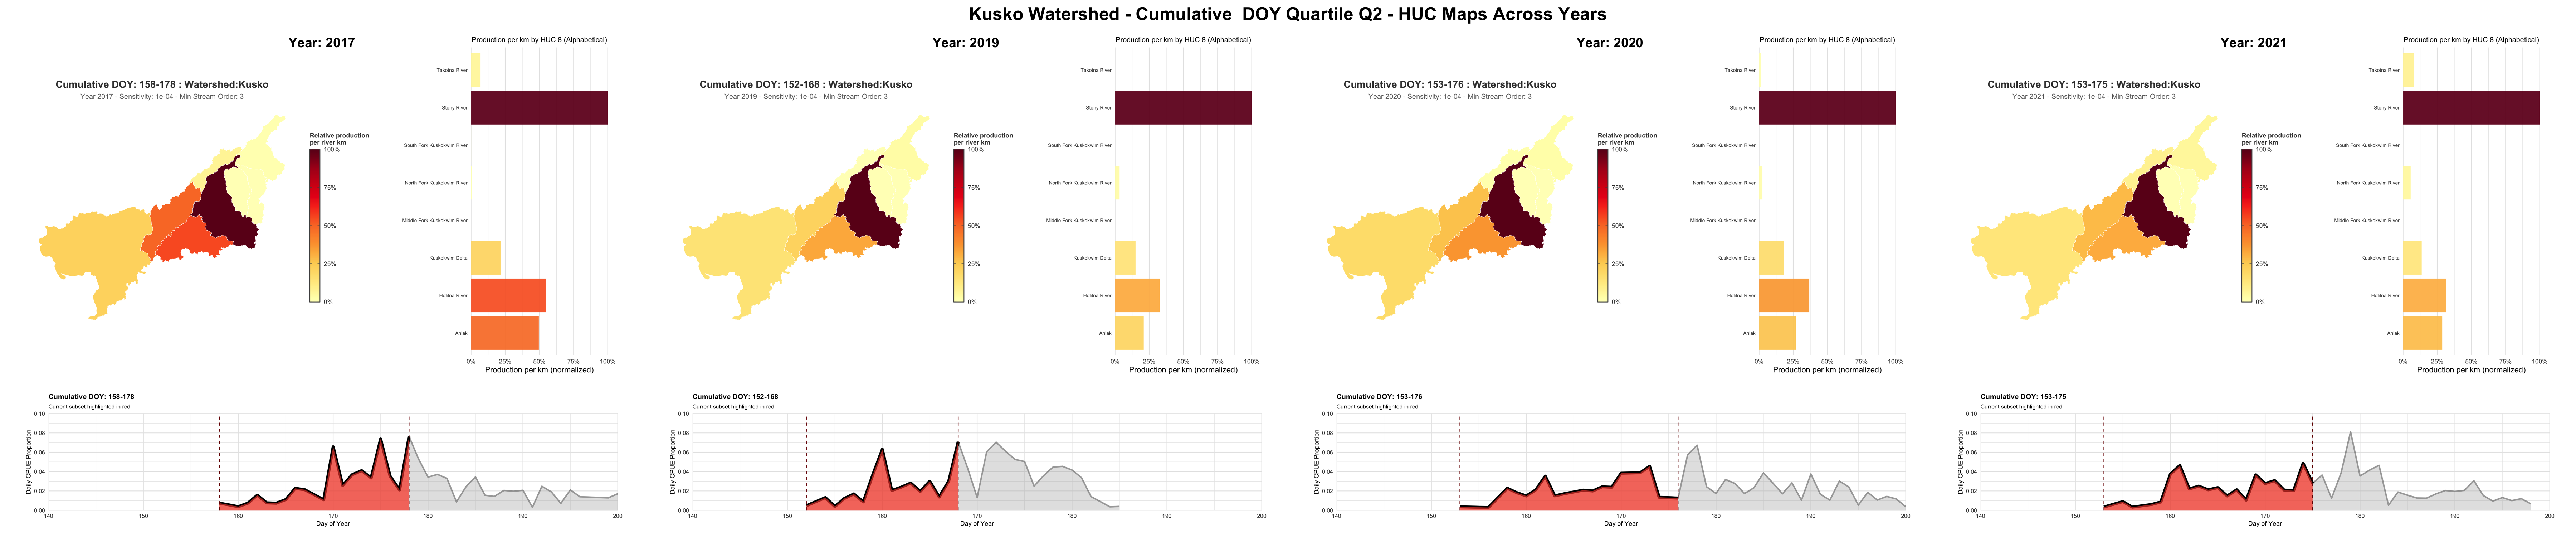 Kusko Watershed - Cumulative  DOY Quartile Q2 - HUC Maps Across Years
Year: 2017
Cumulative DOY: 158-178 : Watershed:Kusko
Year 2017 - Sensitivity: 1e-04 - Min Stream Order: 3
Relative production
per river km
100%
75%
50%
25%
0%
Production per km by HUC 8 (Alphabetical)
Takotna River
Stony River
South Fork Kuskokwim River
North Fork Kuskokwim River
Middle Fork Kuskokwim River
Kuskokwim Delta
Holitna River
Aniak
0% 25% 50% 75% 100%
Production per km (normalized)
Cumulative DOY: 158-178
Current subset highlighted in red
Daily CPUE Proportion
0.10
0.08
0.06
0.04
0.02
0.00
140 150 160 170 180 190 200
Day of Year
Year: 2019
Cumulative DOY: 152-168 : Watershed:Kusko
Year 2019 - Sensitivity: 1e-04 - Min Stream Order: 3
Relative production
per river km
100%
75%
50%
25%
0%
Production per km by HUC 8 (Alphabetical)
Takotna River
Stony River
South Fork Kuskokwim River
North Fork Kuskokwim River
Middle Fork Kuskokwim River
Kuskokwim Delta
Holitna River
Aniak
0% 25% 50% 75% 100%
Production per km (normalized)
Cumulative DOY: 152-168
Current subset highlighted in red
Daily CPUE Proportion
0.10
0.08
0.06
0.04
0.02
0.00
140 150 160 170 180 190 200
Day of Year
Year: 2020
Cumulative DOY: 153-176 : Watershed:Kusko
Year 2020 - Sensitivity: 1e-04 - Min Stream Order: 3
Relative production
per river km
100%
75%
50%
25%
0%
Production per km by HUC 8 (Alphabetical)
Takotna River
Stony River
South Fork Kuskokwim River
North Fork Kuskokwim River
Middle Fork Kuskokwim River
Kuskokwim Delta
Holitna River
Aniak
0% 25% 50% 75% 100%
Production per km (normalized)
Cumulative DOY: 153-176
Current subset highlighted in red
Daily CPUE Proportion
0.10
0.08
0.06
0.04
0.02
0.00
140 150 160 170 180 190 200
Day of Year
Year: 2021
Cumulative DOY: 153-175 : Watershed:Kusko
Year 2021 - Sensitivity: 1e-04 - Min Stream Order: 3
Relative production
per river km
100%
75%
50%
25%
0%
Production per km by HUC 8 (Alphabetical)
Takotna River
Stony River
South Fork Kuskokwim River
North Fork Kuskokwim River
Middle Fork Kuskokwim River
Kuskokwim Delta
Holitna River
Aniak
0% 25% 50% 75% 100%
Production per km (normalized)
Cumulative DOY: 153-175
Current subset highlighted in red
Daily CPUE Proportion
0.10
0.08
0.06
0.04
0.02
0.00
140 150 160 170 180 190 200
Day of Year